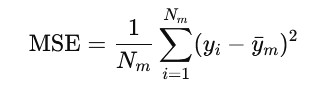 MSE = \frac{1}{N_m} \sum_{i=1}^{N_m} (y_i - \bar{y}_m)^2